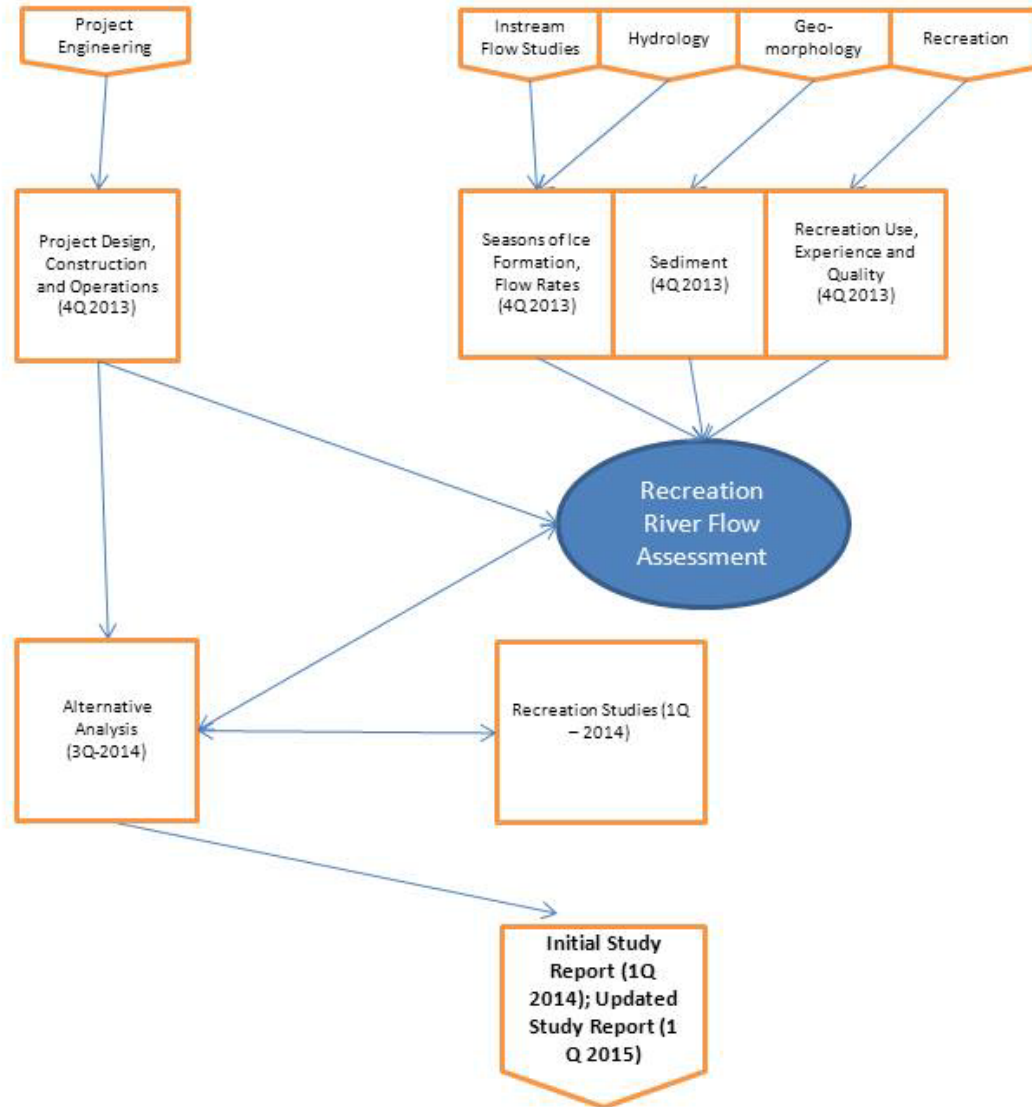 Project
Engineering
Instream
Flow Studies
Hydrology
Geo-
morphology
Recreation
Project Design,
Construction
and Operations
(4Q 2013)
Seasons of Ice
Formation,
Flow Rates
(4Q 2013)
Sediment
(4Q 2013)
Recreation Use,
Experience and
Quality
(4Q 2013)
Recreation
River Flow
Assessment
Alternative
Analysis
(3Q-2014)
Recreation Studies (1Q
– 2014)
Initial Study
Report (1Q
2014); Updated
Study Report (1
Q 2015)